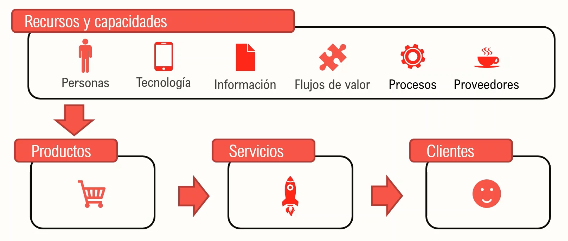 Recursos y capacidades
Personas
Tecnología
Información
Flujos de valor
Procesos
Proveedores
Productos
Servicios
Clientes